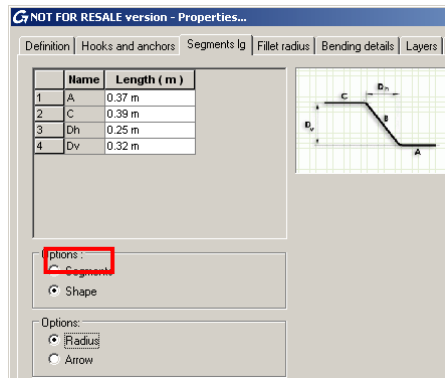 NOT FOR RESALE version - Properties...
Definition Hooks and anchors Segments lg Fillet radius Bending details Layers
Name Length ( m )
1 A 0.37 m
2 C 0.39 m
3 Dh 0.25 m
4 Dv 0.32 m
C Dh
Dv B
A
Options :
Segments
Shape
Options:
Radius
Arrow